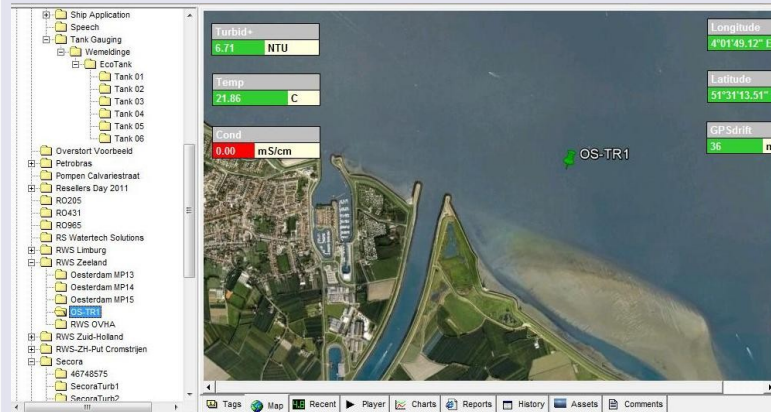 Ship Application
Speech
Tank Gauging
Wemeldinge
EcoTank
Tank 01
Tank 02
Tank 03
Tank 04
Tank 05
Tank 06
Overstort Voorbeeld
Petrobras
Pompen Calvariestraat
Resellers Day 2011
RO205
RO431
RO965
RS Watertech Solutions
RWS Limburg
RWS Zeeland
Oesterdam MP13
Oesterdam MP14
Oesterdam MP15
OS-TR1
RWS OVHA
RWS Zuid-Holland
RWS-ZH-Put Cromstrijen
Secora
46748575
SecoraTurb1
SecoraTurb2
Turbid+
6.71 NTU
Temp
21.86 C
Cond
0.00 mS/cm
OS-TR1
Longitude
4°01'49.12" E
Latitude
51°31'13.51"
GPSdrift
36
Tags Map Recent Player Charts Reports History Assets Comments